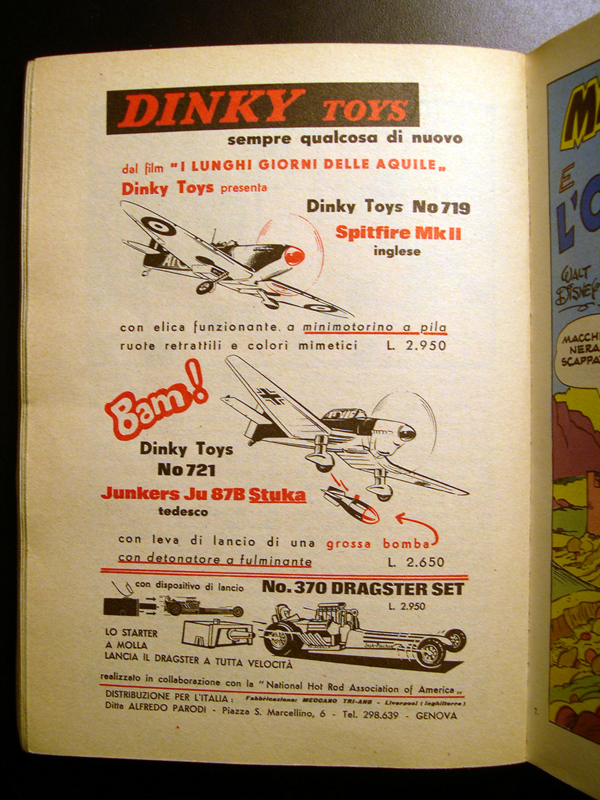 DINKY TOYS
sempre qualcosa di nuovo
dal film "I LUNGHI GIORNI DELLE AQUILE„
Dinky Toys presenta
Dinky Toys No 719
Spitfire Mk II
inglese
con elica funzionante a minimotorino a pila
ruote retrattili e colori mimetici L. 2.950
Bam!
Dinky Toys
No 721
Junkers Ju 87B Stuka
tedesco
con leva di lancio di una grossa bomba
con detonatore a fulminante L. 2.650
con dispositivo di lancio
No. 370 DRAGSTER SET
L. 2.950
LO STARTER
A MOLLA
LANCIA IL DRAGSTER A TUTTA VELOCITÀ
realizzato in collaborazione con la "National Hot Rod Association of America„
DISTRIBUZIONE PER L'ITALIA: Fabbricazione: MECCANO TRI-ANG - Liverpool (Inghilterra)
Ditta ALFREDO PARODI - Piazza S. Marcellino, 6 - Tel. 298.639 - GENOVA
E
L'
WALT
DISNEY
MACCHI
NERA
SCAPPA